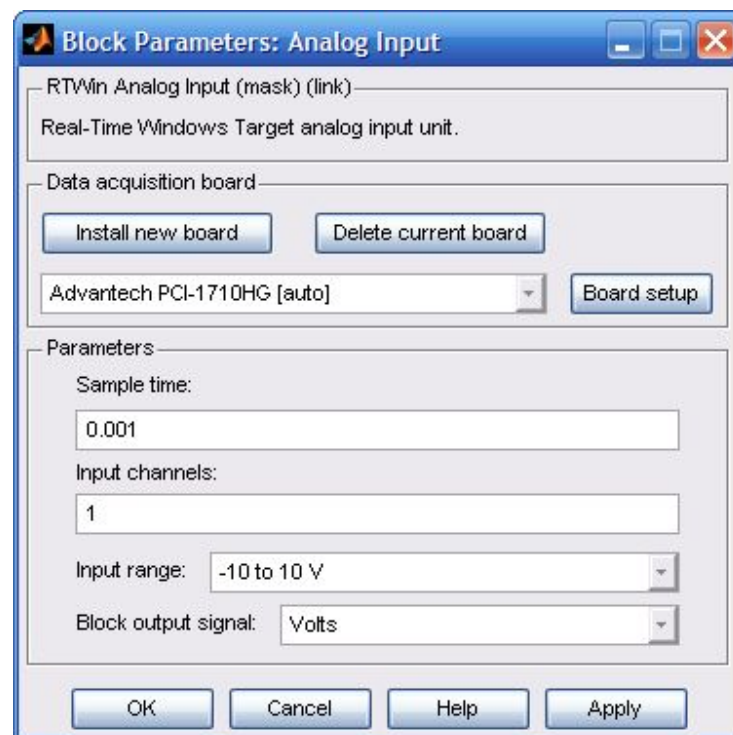 Block Parameters: Analog Input
RTWin Analog Input (mask) (link)
Real-Time Windows Target analog input unit.
Data acquisition board
Install new board Delete current board
Advantech PCI-1710HG [auto] Board setup
Parameters
Sample time:
0.001
Input channels:
1
Input range: -10 to 10 V
Block output signal: Volts
OK Cancel Help Apply